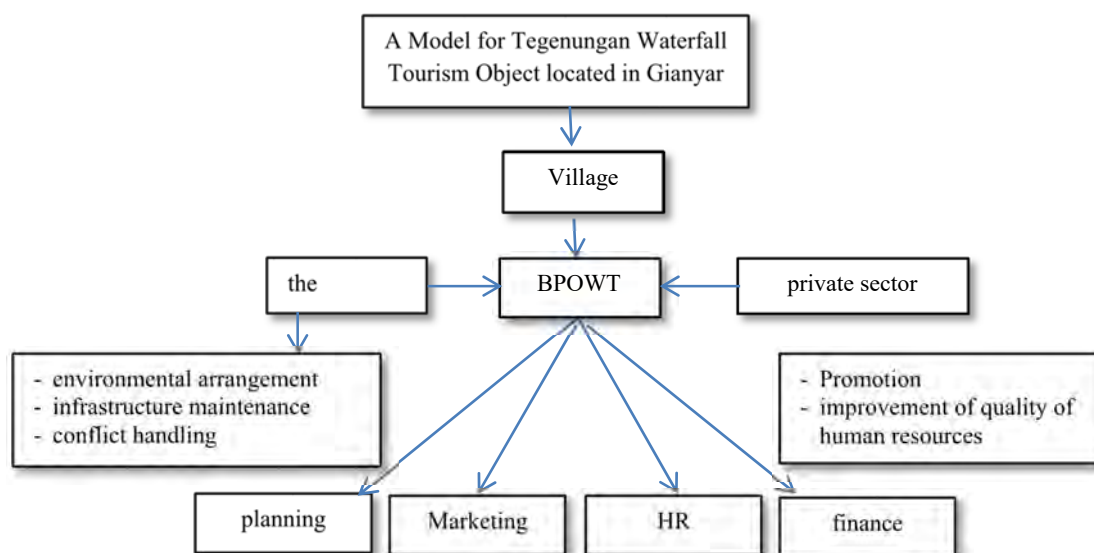 A Model for Tegenungan Waterfall
Tourism Object located in Gianyar
Village
the
BPOWT
private sector
- environmental arrangement
- infrastructure maintenance
- conflict handling
- Promotion
- improvement of quality of
human resources
planning
Marketing
HR
finance